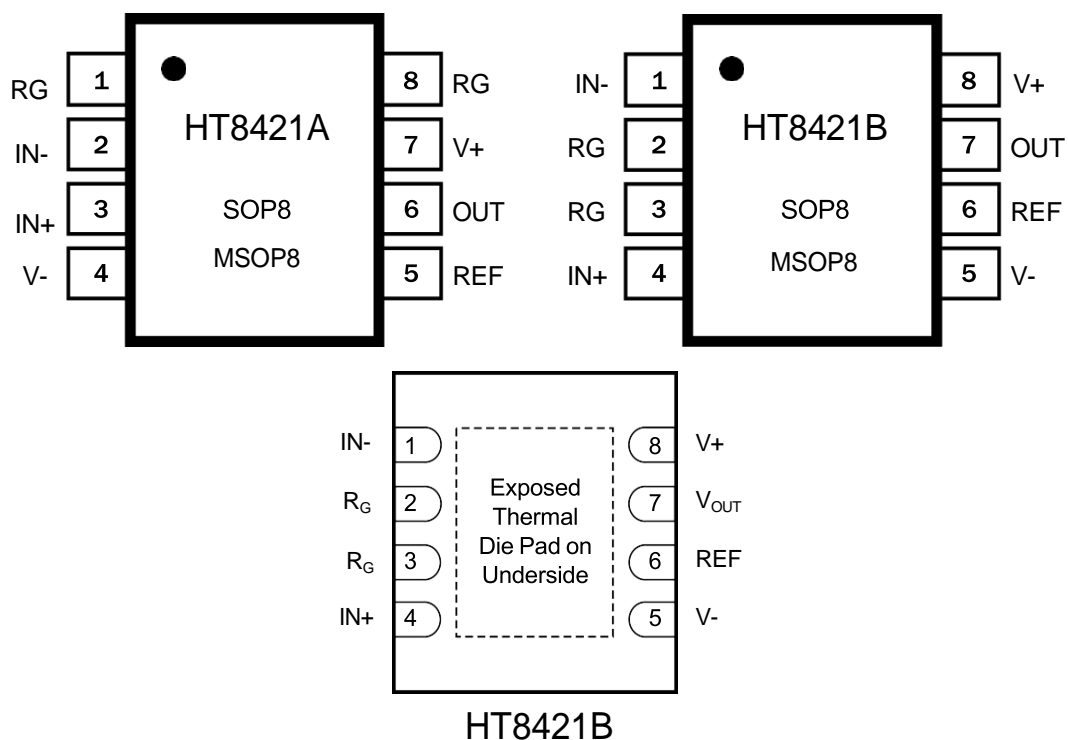 RG 1 8 RG
IN- 2 7 V+
IN+ 3 6 OUT
V- 4 5 REF
HT8421A
SOP8
MSOP8
IN- 1 8 V+
RG 2 7 OUT
RG 3 6 REF
IN+ 4 5 V-
HT8421B
SOP8
MSOP8
IN- 1 8 V+
RG 2 7 VOUT
RG 3 6 REF
IN+ 4 5 V-
Exposed
Thermal
Die Pad on
Underside
HT8421B